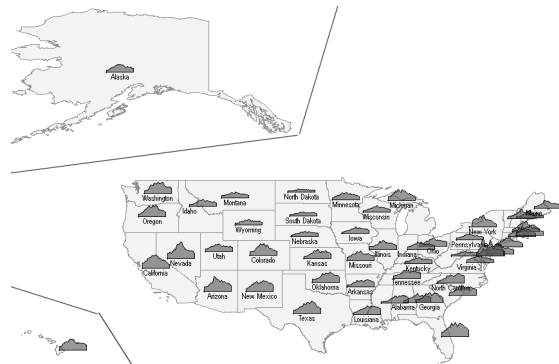 Alaska
Washington
Montana
North Dakota
Minnesota
Michigan
Maine
Oregon
Idaho
Wyoming
South Dakota
Wisconsin
New York
Nebraska
Iowa
Pennsylvania
Nevada
Utah
Colorado
Kansas
Missouri
Illinois
Indiana
Ohio
California
Kentucky
Virginia
Arizona
New Mexico
Oklahoma
Arkansas
Tennessee
North Carolina
Texas
Louisiana
Alabama
Georgia